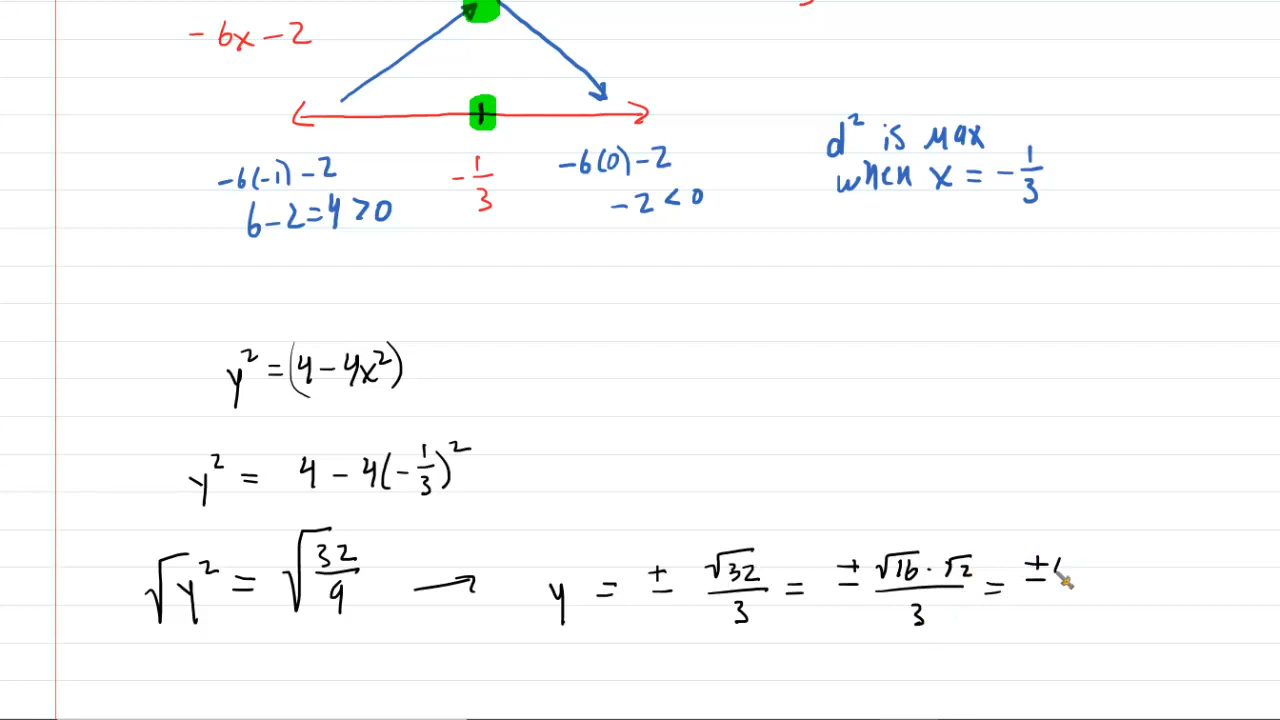 - 6x - 2
-6(-1) - 2
6 - 2 = 4 > 0
- 1/3
-6(0) - 2
- 2 < 0
d² is max
when x = - 1/3
y² = (4 - 4x²)
y² = 4 - 4(- 1/3)²
√y² = √32/9 → y = ± √32/3 = ± √16 · √2/3 = ±